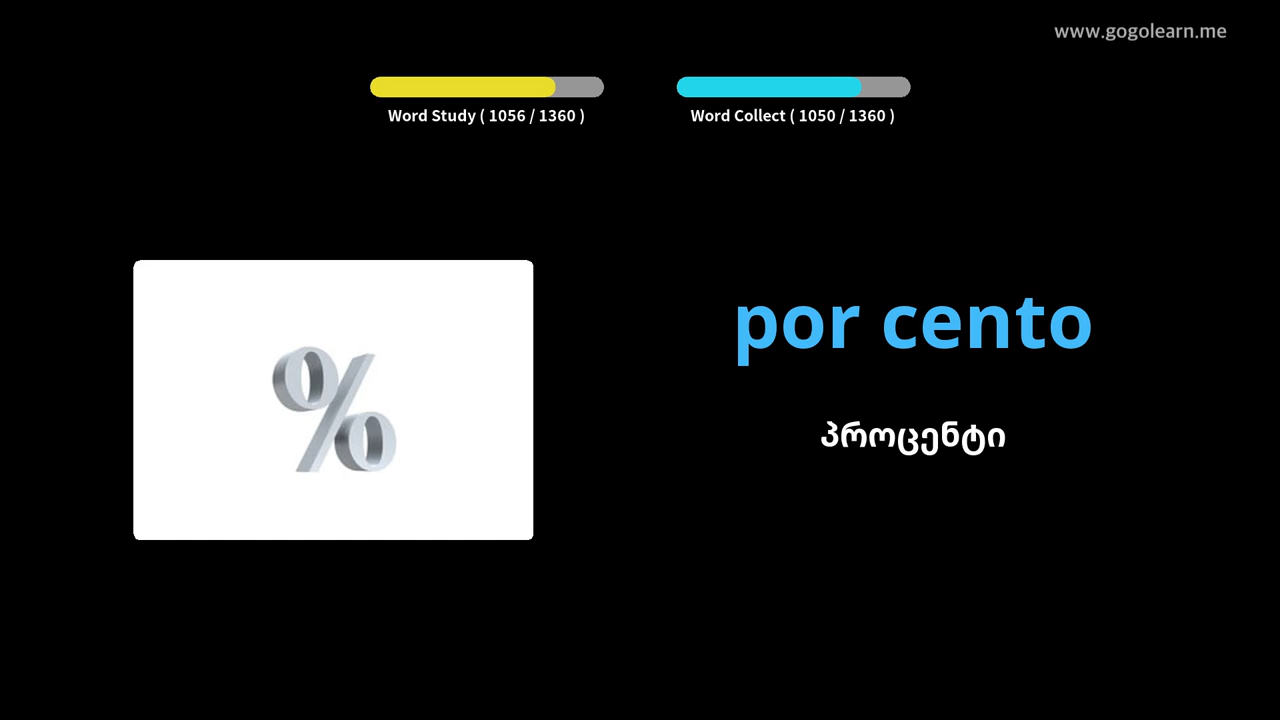 www.gogolearn.me
Word Study ( 1056 / 1360 )
Word Collect ( 1050 / 1360 )
%
por cento
პროცენტი